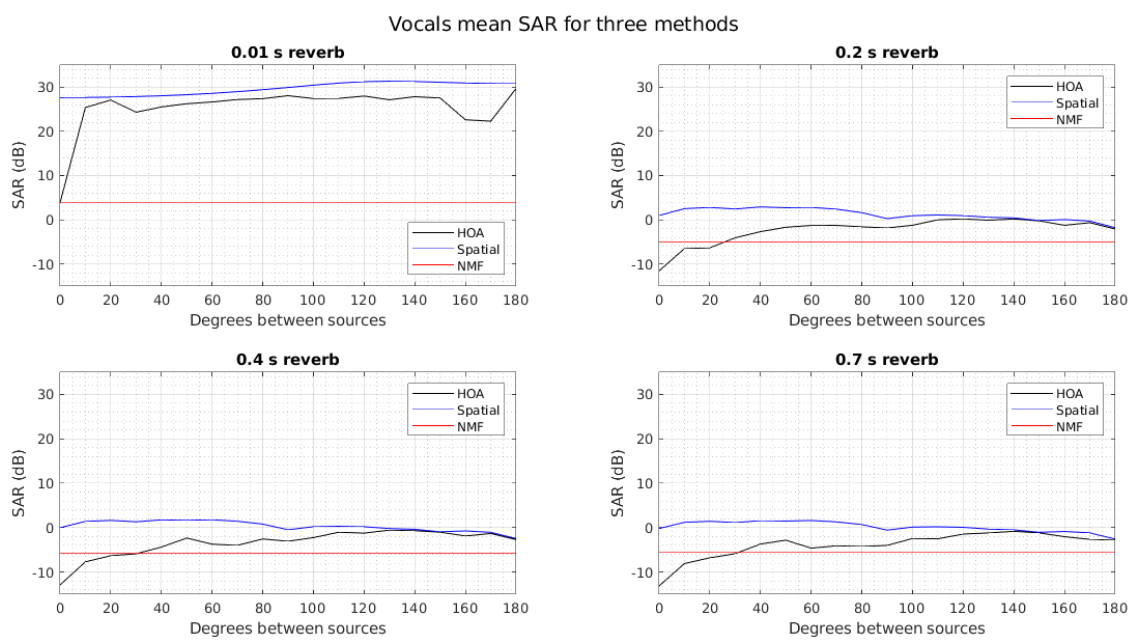 Vocals mean SAR for three methods
0.01 s reverb
SAR (dB)
30
20
10
0
-10
HOA
Spatial
NMF
0 20 40 60 80 100 120 140 160 180
Degrees between sources
0.2 s reverb
SAR (dB)
30
20
10
0
-10
HOA
Spatial
NMF
0 20 40 60 80 100 120 140 160 180
Degrees between sources
0.4 s reverb
SAR (dB)
30
20
10
0
-10
HOA
Spatial
NMF
0 20 40 60 80 100 120 140 160 180
Degrees between sources
0.7 s reverb
SAR (dB)
30
20
10
0
-10
HOA
Spatial
NMF
0 20 40 60 80 100 120 140 160 180
Degrees between sources